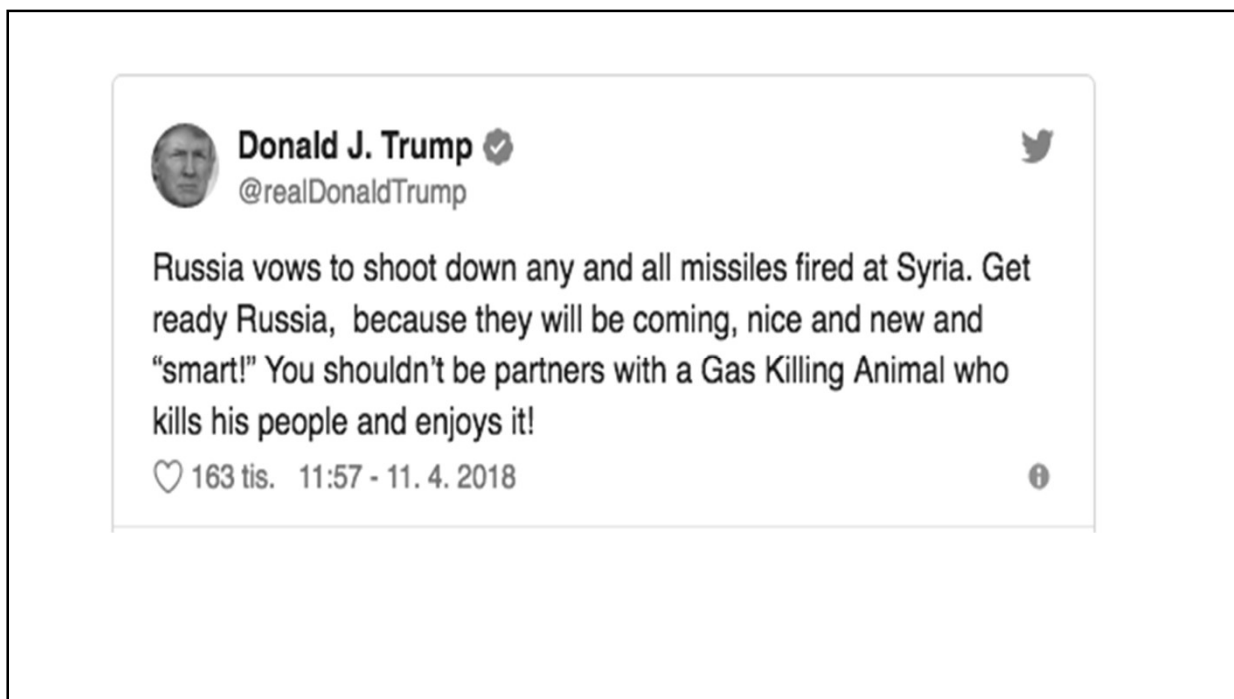 Donald J. Trump
@realDonaldTrump
Russia vows to shoot down any and all missiles fired at Syria. Get
ready Russia,  because they will be coming, nice and new and
“smart!” You shouldn’t be partners with a Gas Killing Animal who
kills his people and enjoys it!
163 tis.   11:57 - 11. 4. 2018